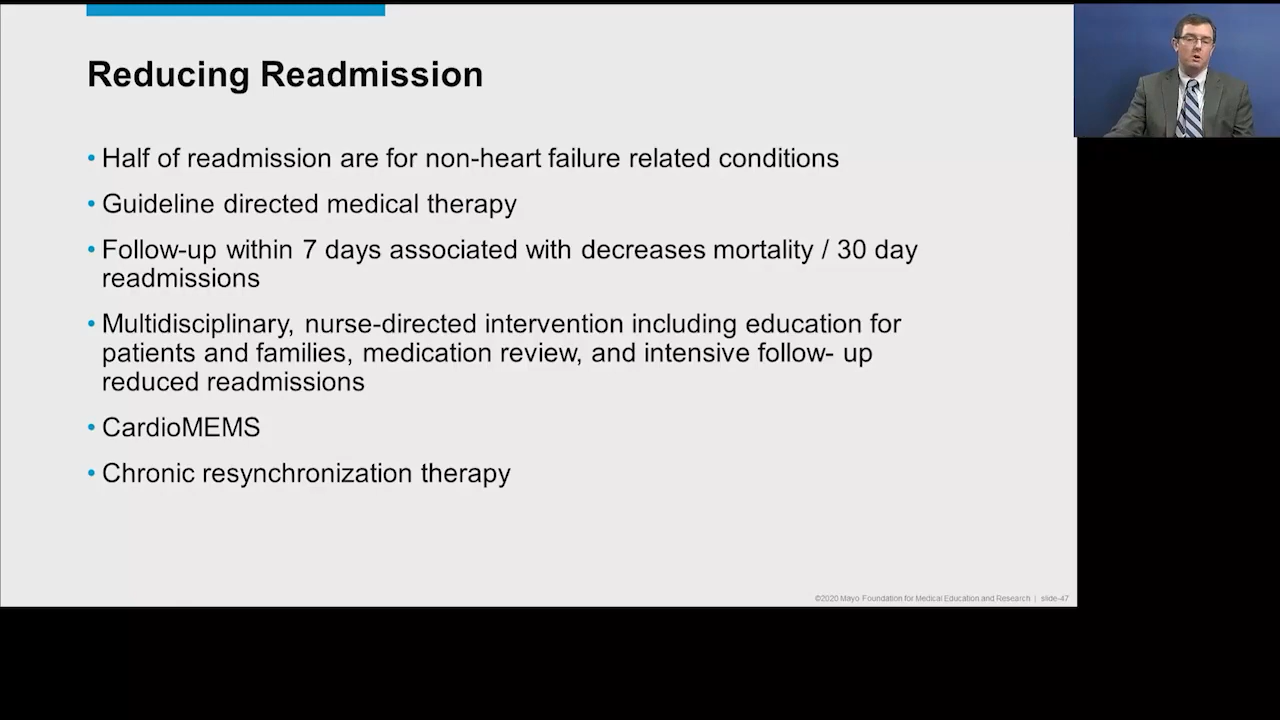 Reducing Readmission
• Half of readmission are for non-heart failure related conditions
• Guideline directed medical therapy
• Follow-up within 7 days associated with decreases mortality / 30 day
readmissions
• Multidisciplinary, nurse-directed intervention including education for
patients and families, medication review, and intensive follow- up
reduced readmissions
• CardioMEMS
• Chronic resynchronization therapy
©2020 Mayo Foundation for Medical Education and Research | slide-47